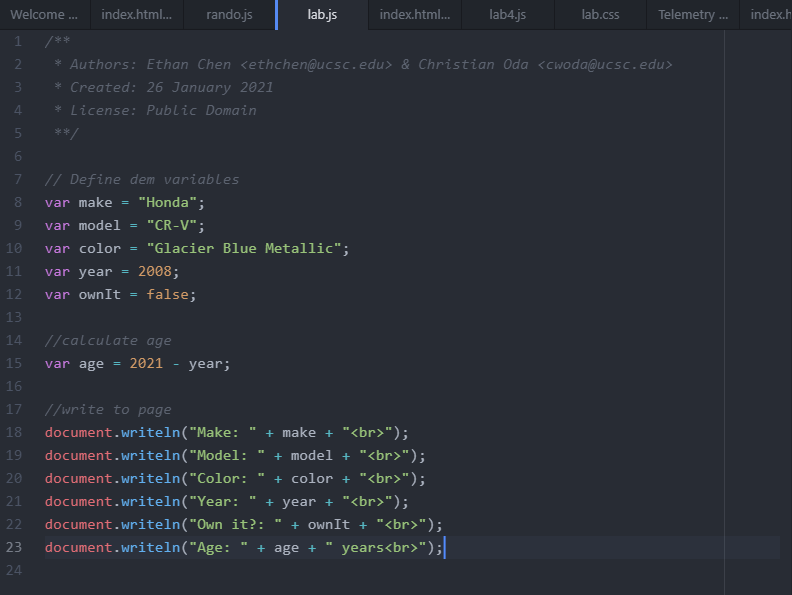 Welcome ... index.html... rando.js lab.js index.html... lab4.js lab.css Telemetry ... index.h
1 /**
2 * Authors: Ethan Chen <ethchen@ucsc.edu> & Christian Oda <cwoda@ucsc.edu>
3 * Created: 26 January 2021
4 * License: Public Domain
5 **/
6
7 // Define dem variables
8 var make = "Honda";
9 var model = "CR-V";
10 var color = "Glacier Blue Metallic";
11 var year = 2008;
12 var ownIt = false;
13
14 //calculate age
15 var age = 2021 - year;
16
17 //write to page
18 document.writeln("Make: " + make + "<br>");
19 document.writeln("Model: " + model + "<br>");
20 document.writeln("Color: " + color + "<br>");
21 document.writeln("Year: " + year + "<br>");
22 document.writeln("Own it?: " + ownIt + "<br>");
23 document.writeln("Age: " + age + " years<br>");
24